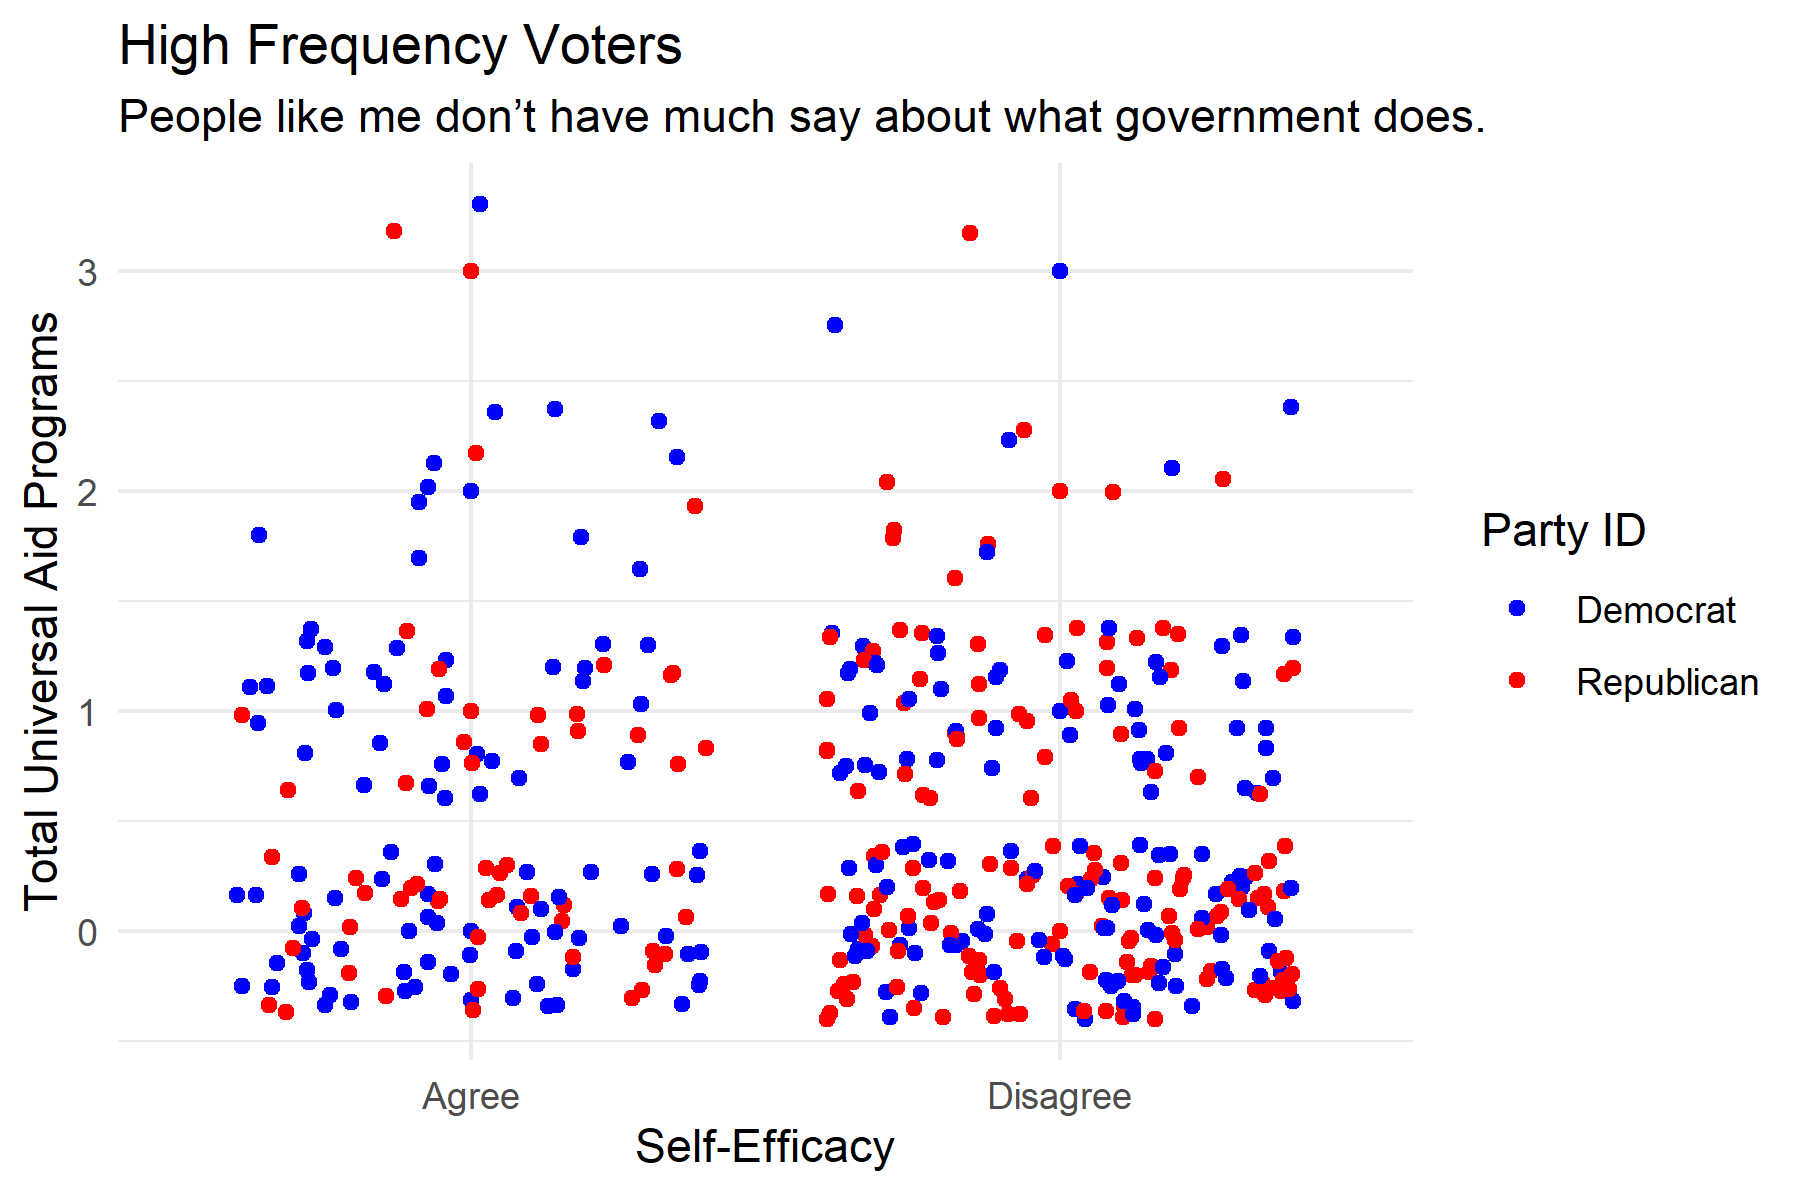 High Frequency Voters
People like me don’t have much say about what government does.
Total Universal Aid Programs
3
2
1
0
Agree
Disagree
Self-Efficacy
Party ID
Democrat
Republican